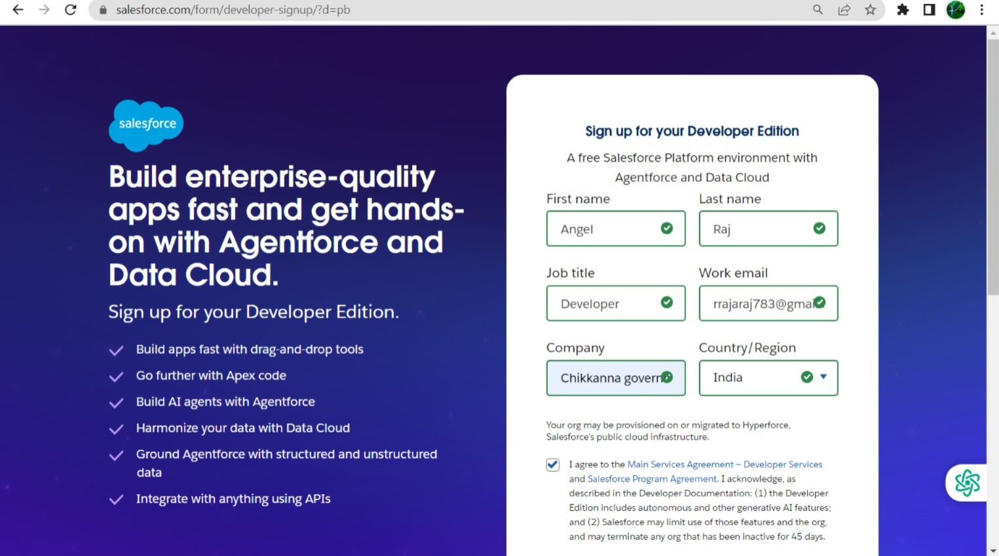 salesforce.com/form/developer-signup/?d=pb
salesforce
Build enterprise-quality
apps fast and get hands-
on with Agentforce and
Data Cloud.
Sign up for your Developer Edition.
Build apps fast with drag-and-drop tools
Go further with Apex code
Build AI agents with Agentforce
Harmonize your data with Data Cloud
Ground Agentforce with structured and unstructured
data
Integrate with anything using APIs
Sign up for your Developer Edition
A free Salesforce Platform environment with
Agentforce and Data Cloud
First name Last name
Angel Raj
Job title Work email
Developer rrajaraj783@gmai
Company Country/Region
Chikkanna govern India
Your org may be provisioned on or migrated to Hyperforce,
Salesforce's public cloud infrastructure.
I agree to the Main Services Agreement – Developer Services
and Salesforce Program Agreement. I acknowledge, as
described in the Developer Documentation: (1) the Developer
Edition includes autonomous and other generative AI features;
and (2) Salesforce may limit use of those features and the org,
and may terminate any org that has been inactive for 45 days.